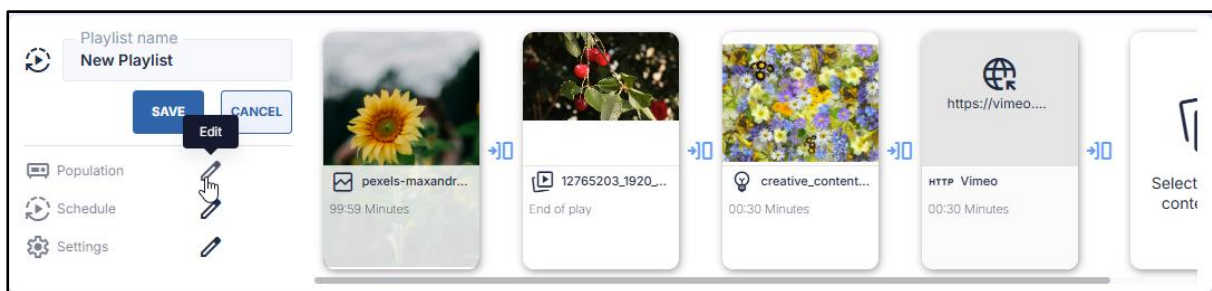 Playlist name
New Playlist
SAVE
CANCEL
Edit
Population
Schedule
Settings
pexels-maxandr...
99:59 Minutes
12765203_1920_...
End of play
creative_content...
00:30 Minutes
https://vimeo....
HTTP Vimeo
00:30 Minutes
Select
conte